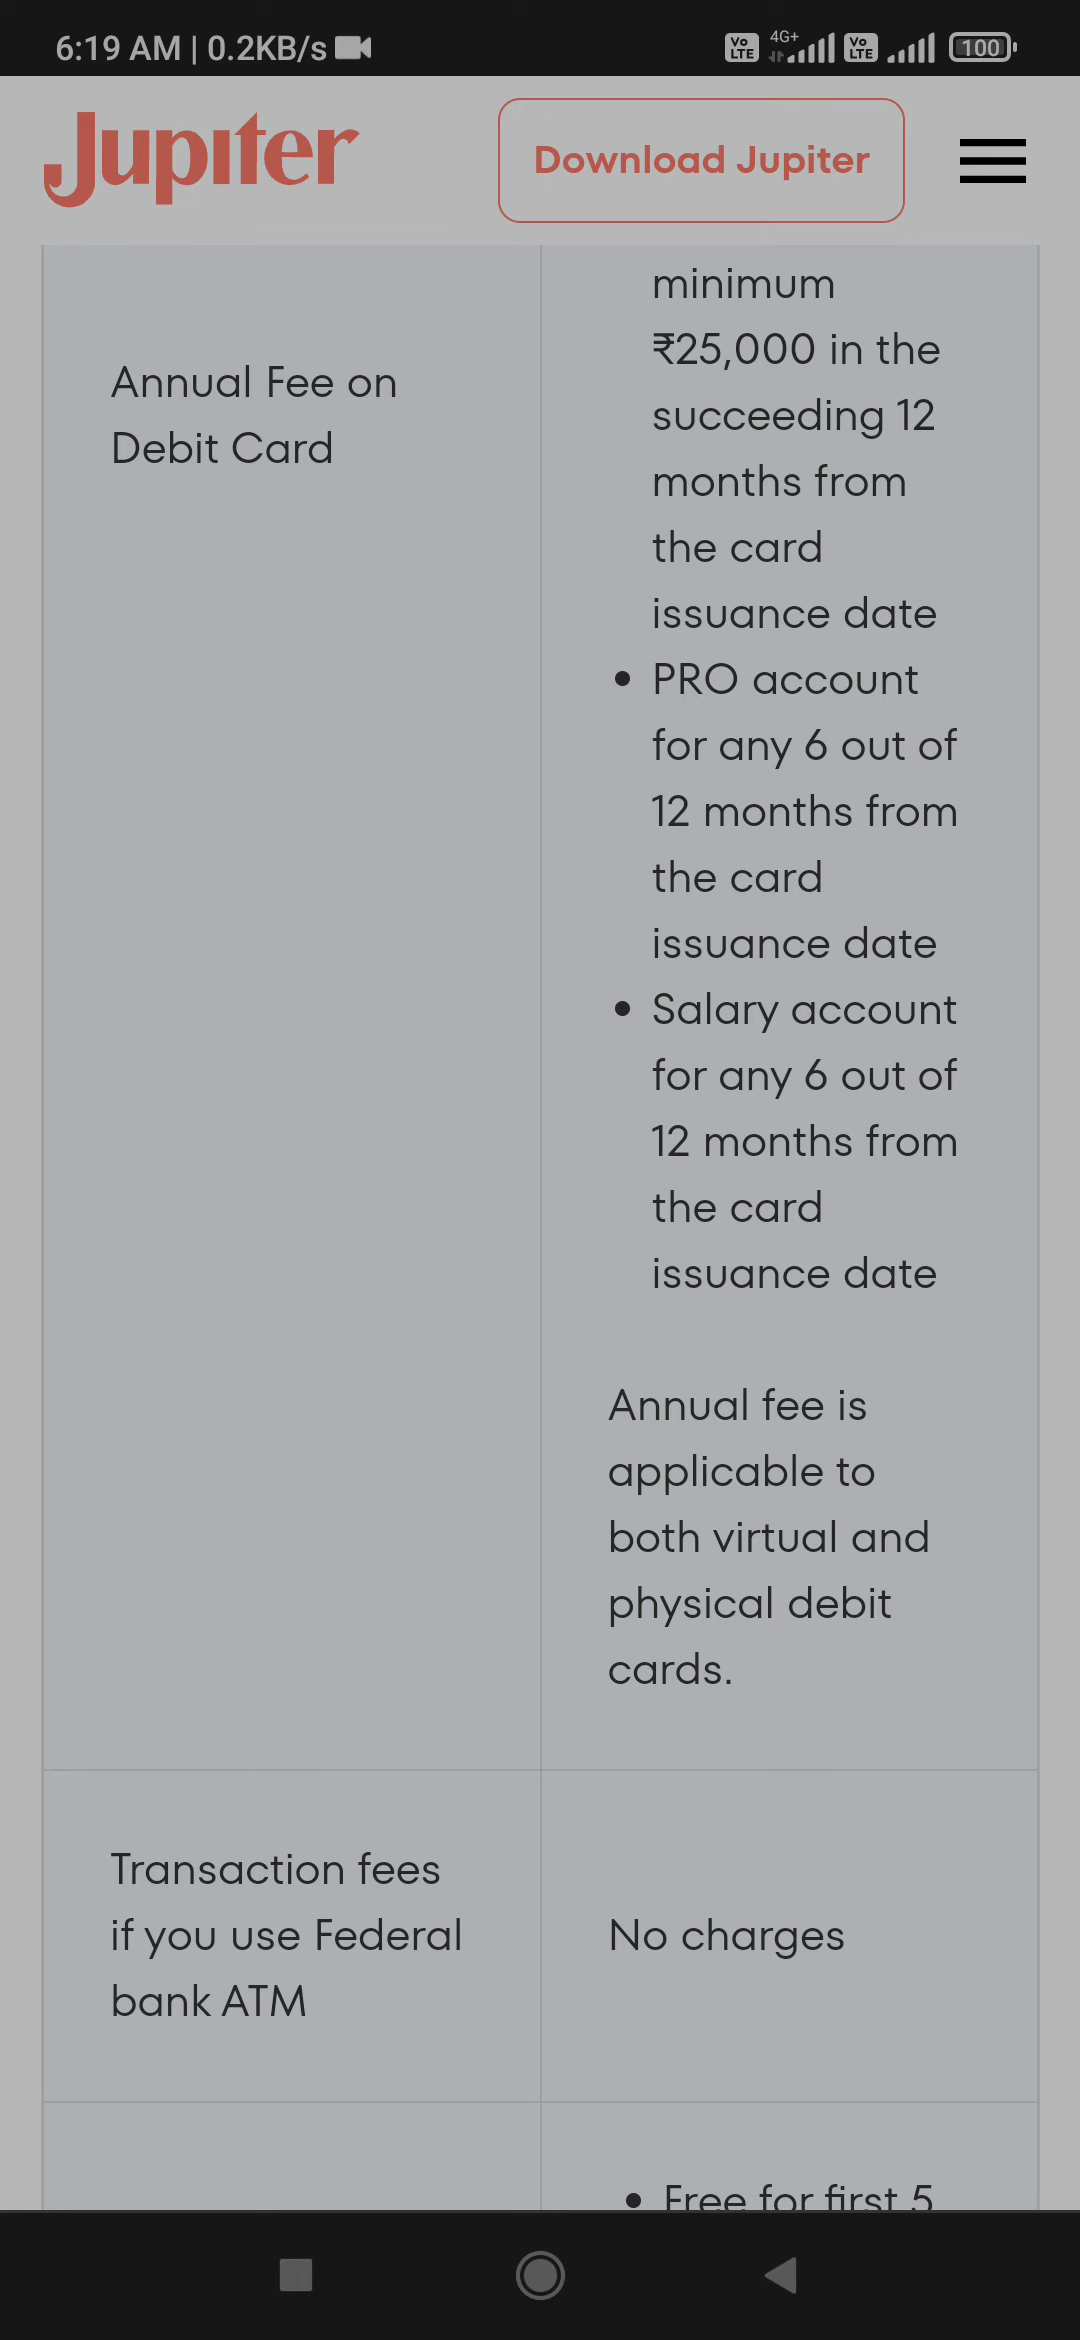 6:19 AM | 0.2KB/s
Vo LTE 4G+ Vo LTE 100
Jupiter
Download Jupiter
Annual Fee on
Debit Card
minimum
₹25,000 in the
succeeding 12
months from
the card
issuance date
• PRO account
for any 6 out of
12 months from
the card
issuance date
• Salary account
for any 6 out of
12 months from
the card
issuance date
Annual fee is
applicable to
both virtual and
physical debit
cards.
Transaction fees
if you use Federal
bank ATM
No charges
• Free for first 5